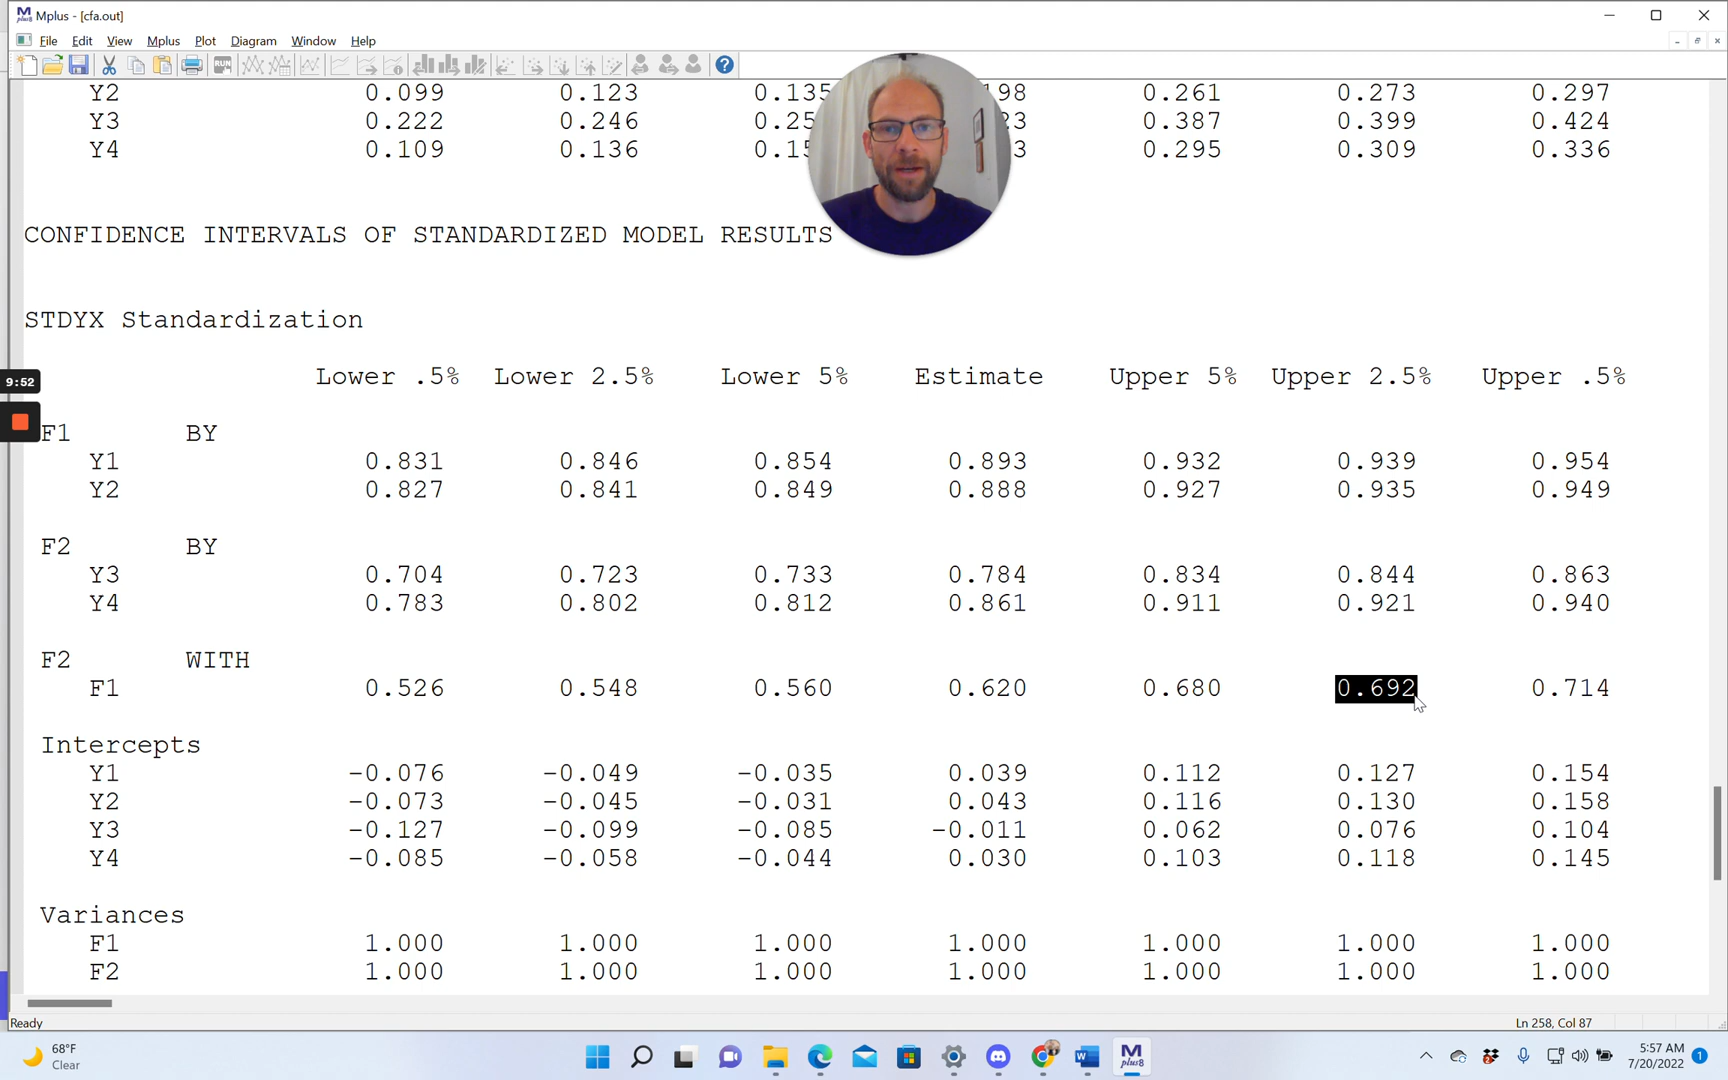 Mplus - [cfa.out]
File Edit View Mplus Plot Diagram Window Help
Y2 0.099 0.123 0.135 0.261 0.273 0.297
Y3 0.222 0.246 0.387 0.399 0.424
Y4 0.109 0.136 0.295 0.309 0.336
CONFIDENCE INTERVALS OF STANDARDIZED MODEL RESULTS
STDYX Standardization
Lower .5% Lower 2.5% Lower 5% Estimate Upper 5% Upper 2.5% Upper .5%
9:52
F1 BY
Y1 0.831 0.846 0.854 0.893 0.932 0.939 0.954
Y2 0.827 0.841 0.849 0.888 0.927 0.935 0.949
F2 BY
Y3 0.704 0.723 0.733 0.784 0.834 0.844 0.863
Y4 0.783 0.802 0.812 0.861 0.911 0.921 0.940
F2 WITH
F1 0.526 0.548 0.560 0.620 0.680 0.692 0.714
Intercepts
Y1 -0.076 -0.049 -0.035 0.039 0.112 0.127 0.154
Y2 -0.073 -0.045 -0.031 0.043 0.116 0.130 0.158
Y3 -0.127 -0.099 -0.085 -0.011 0.062 0.076 0.104
Y4 -0.085 -0.058 -0.044 0.030 0.103 0.118 0.145
Variances
F1 1.000 1.000 1.000 1.000 1.000 1.000 1.000
F2 1.000 1.000 1.000 1.000 1.000 1.000 1.000
Ready Ln 258, Col 87
68°F
Clear
5:57 AM
7/20/2022